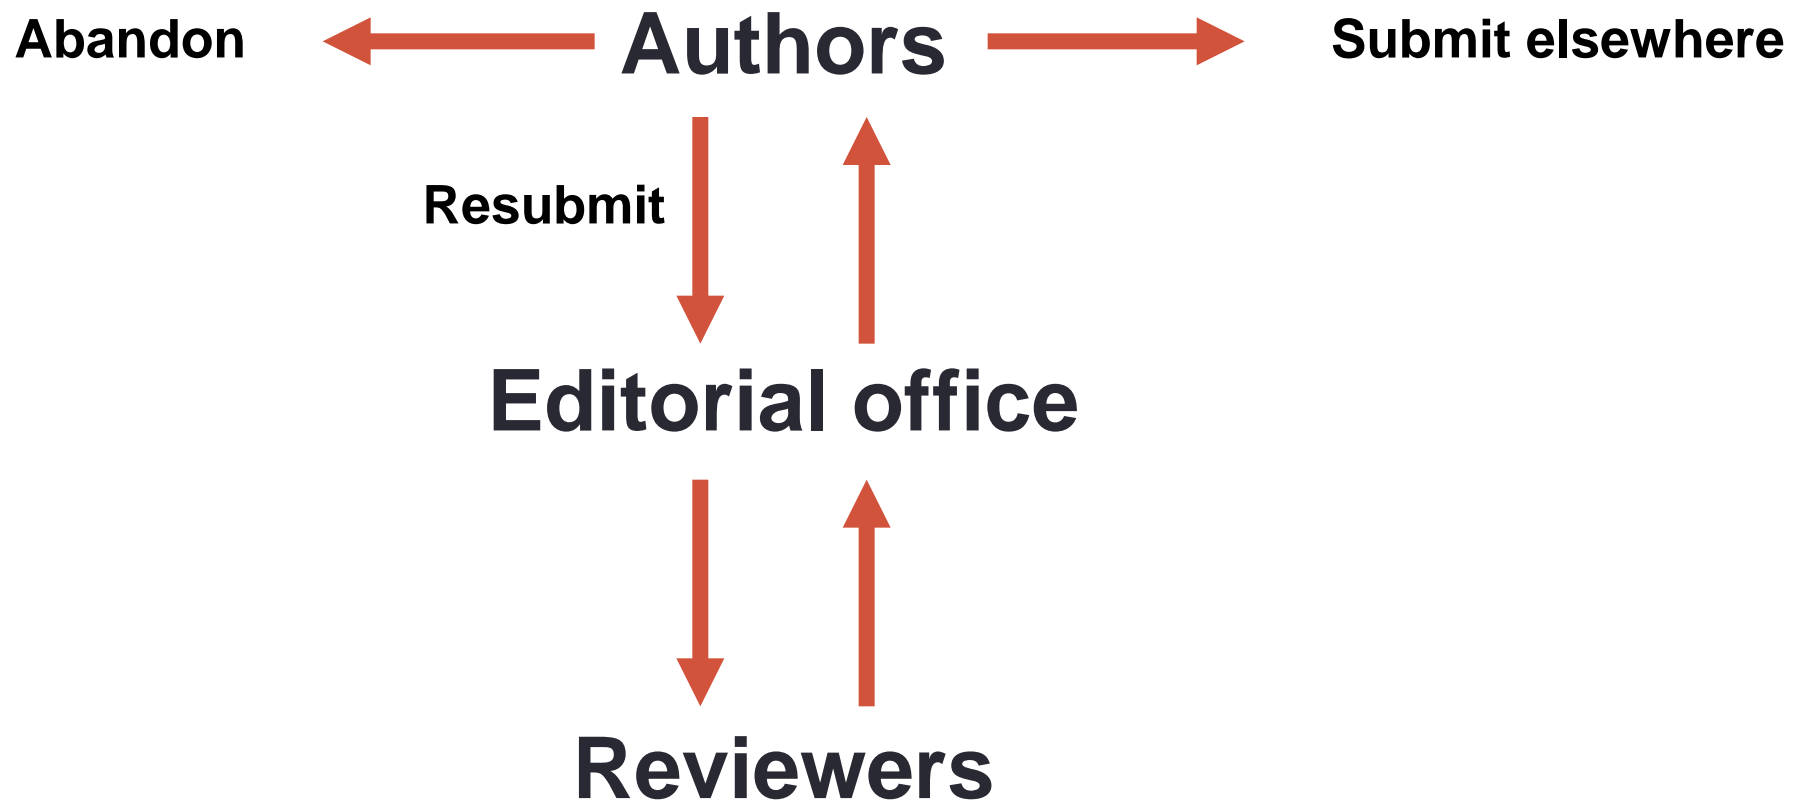 Abandon
Authors
Submit elsewhere
Resubmit
Editorial office
Reviewers